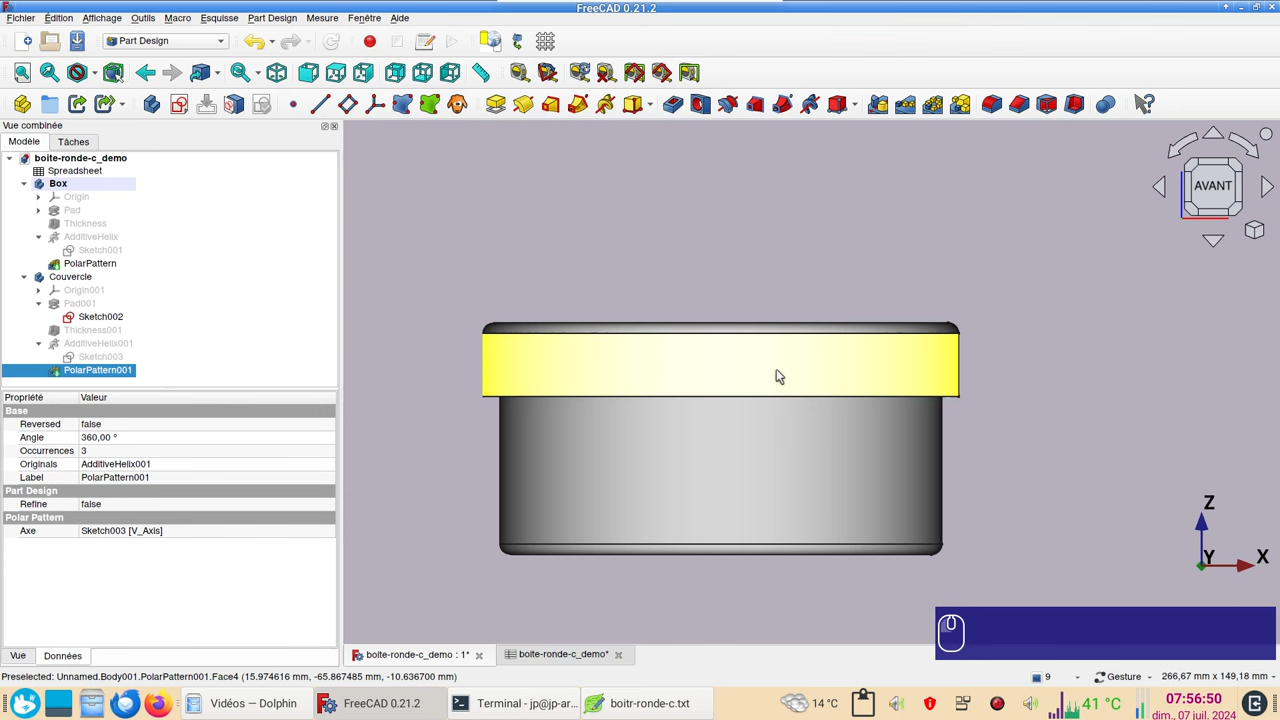 FreeCAD 0.21.2
Fichier Édition Affichage Outils Macro Esquisse Part Design Mesure Fenêtre Aide
Part Design
Vue combinée
Modèle Tâches
boite-ronde-c_demo
Spreadsheet
Box
Origin
Pad
Thickness
AdditiveHelix
Sketch001
PolarPattern
Couvercle
Origin001
Pad001
Sketch002
Thickness001
AdditiveHelix001
Sketch003
PolarPattern001
Propriété Valeur
Base
Reversed false
Angle 360,00 °
Occurrences 3
Originals AdditiveHelix001
Label PolarPattern001
Part Design
Refine false
Polar Pattern
Axe Sketch003 [V_Axis]
AVANT
Z
Y
X
Vue Données
boite-ronde-c_demo : 1* boite-ronde-c_demo*
Preselected: Unnamed.Body001.PolarPattern001.Face4 (15.974616 mm, -65.867485 mm, -10.636700 mm)
9 Gesture 266,67 mm x 149,18 mm
Vidéos — Dolphin FreeCAD 0.21.2 Terminal - jp@jp-ar... boitr-ronde-c.txt 14 °C 41 °C 07:56:50
dim., 07 juil. 2024